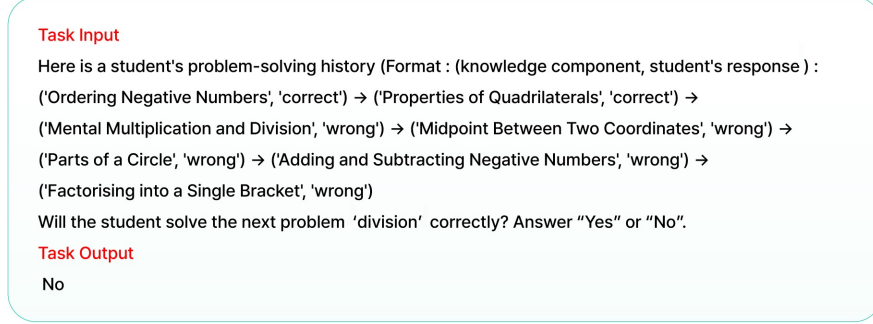 Task Input
Here is a student's problem-solving history (Format : (knowledge component, student's response ) :
('Ordering Negative Numbers', 'correct') → ('Properties of Quadrilaterals', 'correct') →
('Mental Multiplication and Division', 'wrong') → ('Midpoint Between Two Coordinates', 'wrong') →
('Parts of a Circle', 'wrong') → ('Adding and Subtracting Negative Numbers', 'wrong') →
('Factorising into a Single Bracket', 'wrong')
Will the student solve the next problem ‘division’ correctly? Answer “Yes” or “No”.
Task Output
No